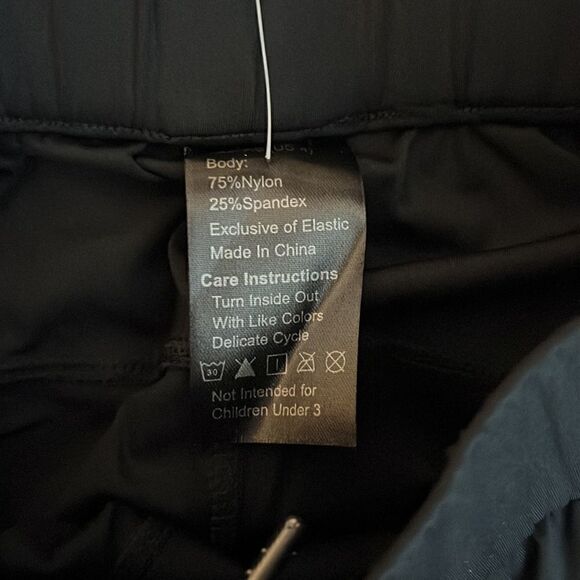 Body:
75%Nylon
25%Spandex
Exclusive of Elastic
Made In China
Care Instructions
Turn Inside Out
With Like Colors
Delicate Cycle
30
Not Intended for
Children Under 3